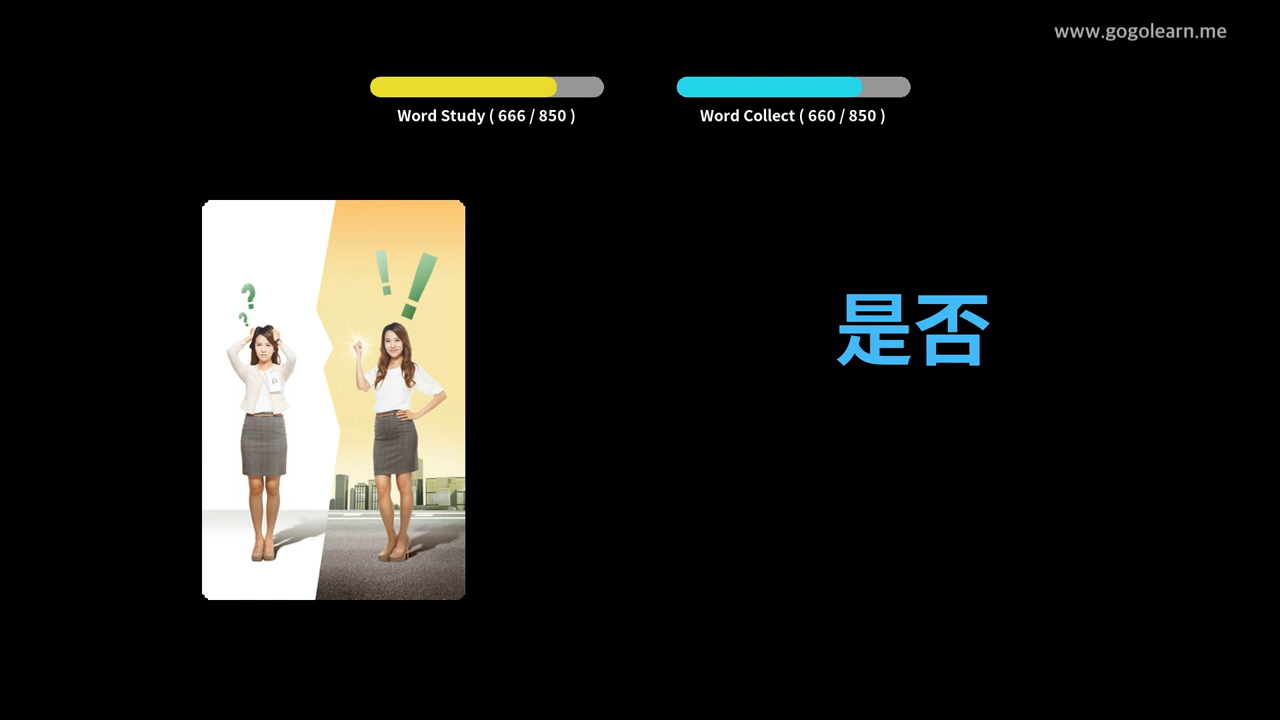 www.gogolearn.me
Word Study ( 666 / 850 )
Word Collect ( 660 / 850 )
? ?
! !
是否